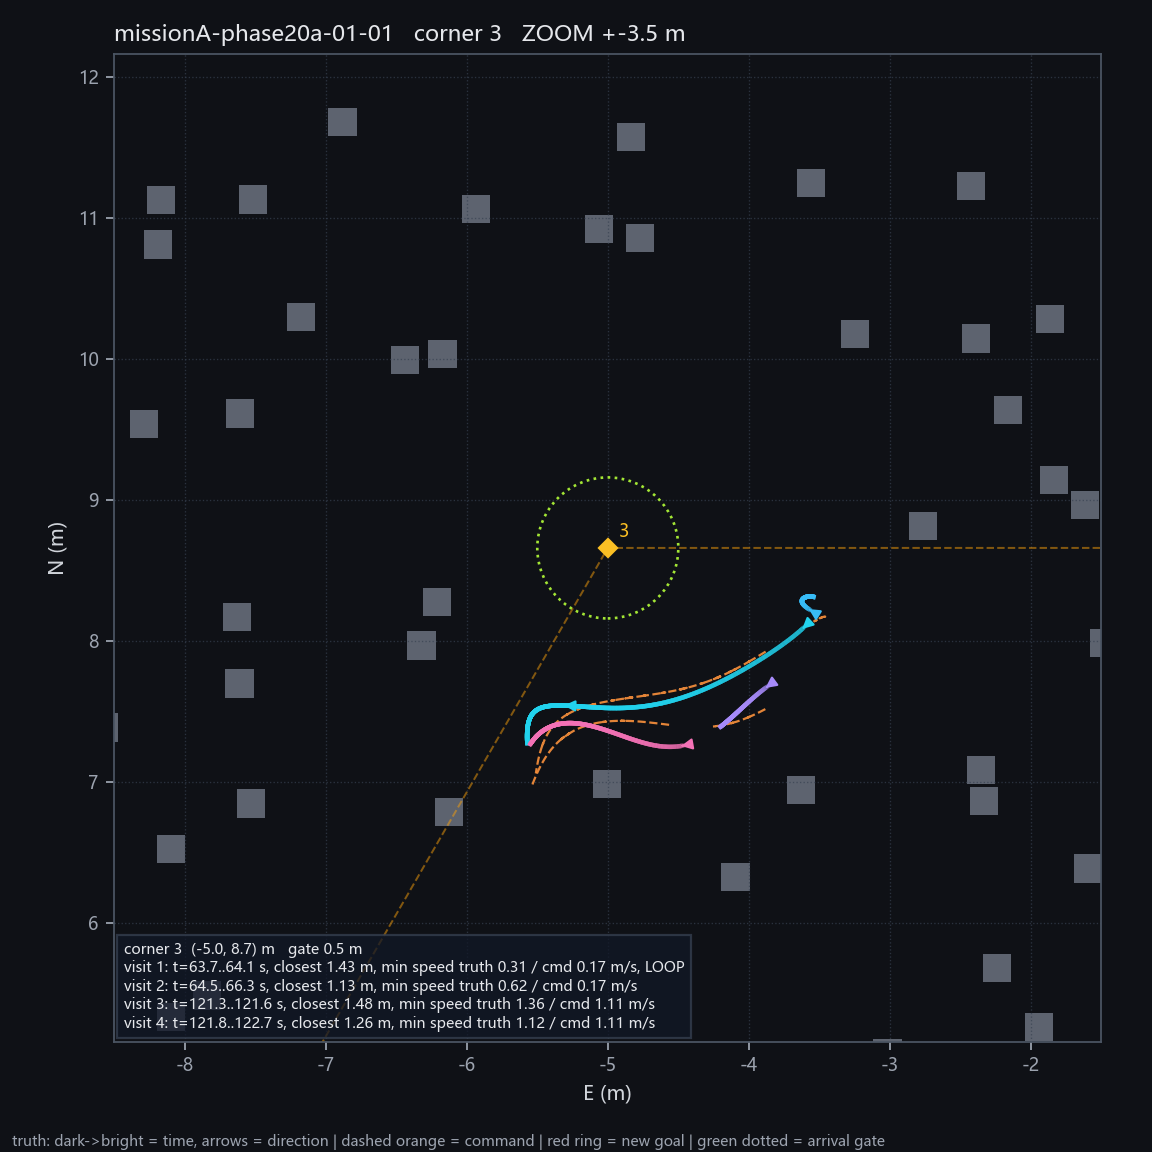 missionA-phase20a-01-01 corner 3 ZOOM +-3.5 m
12
11
10
9
8
7
6
N (m)
3
corner 3 (-5.0, 8.7) m gate 0.5 m
visit 1: t=63.7..64.1 s, closest 1.43 m, min speed truth 0.31 / cmd 0.17 m/s, LOOP
visit 2: t=64.5..66.3 s, closest 1.13 m, min speed truth 0.62 / cmd 0.17 m/s
visit 3: t=121.3..121.6 s, closest 1.48 m, min speed truth 1.36 / cmd 1.11 m/s
visit 4: t=121.8..122.7 s, closest 1.26 m, min speed truth 1.12 / cmd 1.11 m/s
-8 -7 -6 -5 -4 -3 -2
E (m)
truth: dark->bright = time, arrows = direction | dashed orange = command | red ring = new goal | green dotted = arrival gate